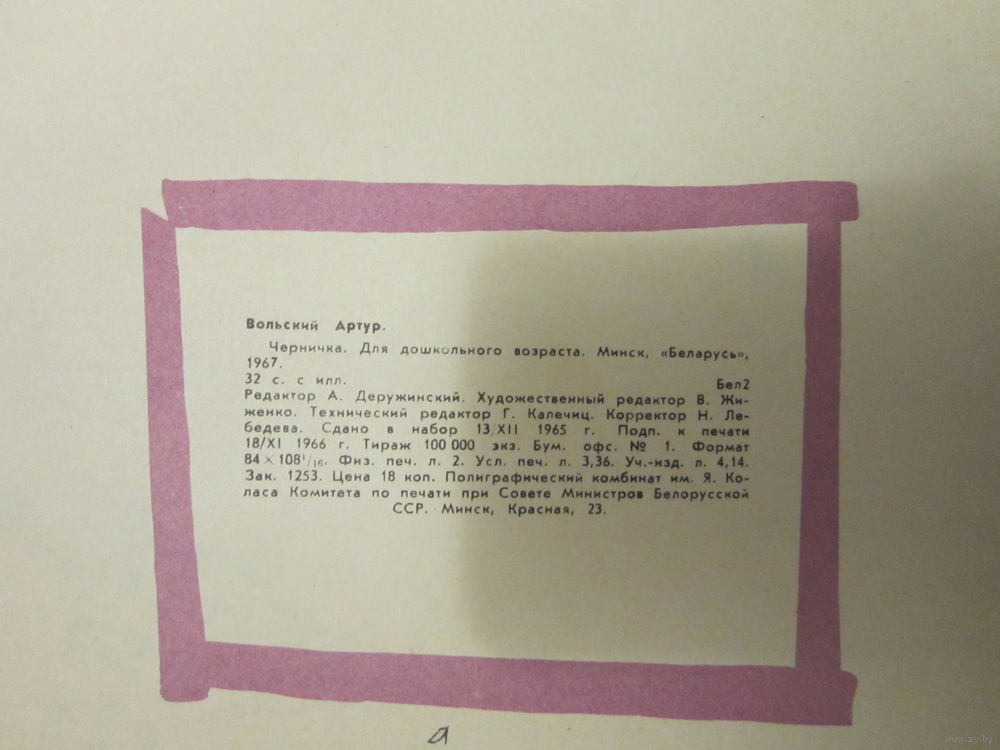 Вольский Артур.
Черничка. Для дошкольного возраста. Минск, «Беларусь»,
1967.
32 с. с илл. Бел2
Редактор А. Деружинский. Художественный редактор В. Жи-
женко. Технический редактор Г. Калечиц. Корректор Н. Ле-
бедева. Сдано в набор 13/XII 1965 г. Подп. к печати
18/XI 1966 г. Тираж 100 000 экз. Бум. офс. № 1. Формат
84×108¹/₁₆. Физ. печ. л. 2. Усл. печ. л. 3,36. Уч.-изд. л. 4,14.
Зак. 1253. Цена 18 коп. Полиграфический комбинат им. Я. Ко-
ласа Комитета по печати при Совете Министров Белорусской
ССР. Минск, Красная, 23.
www.ay.by